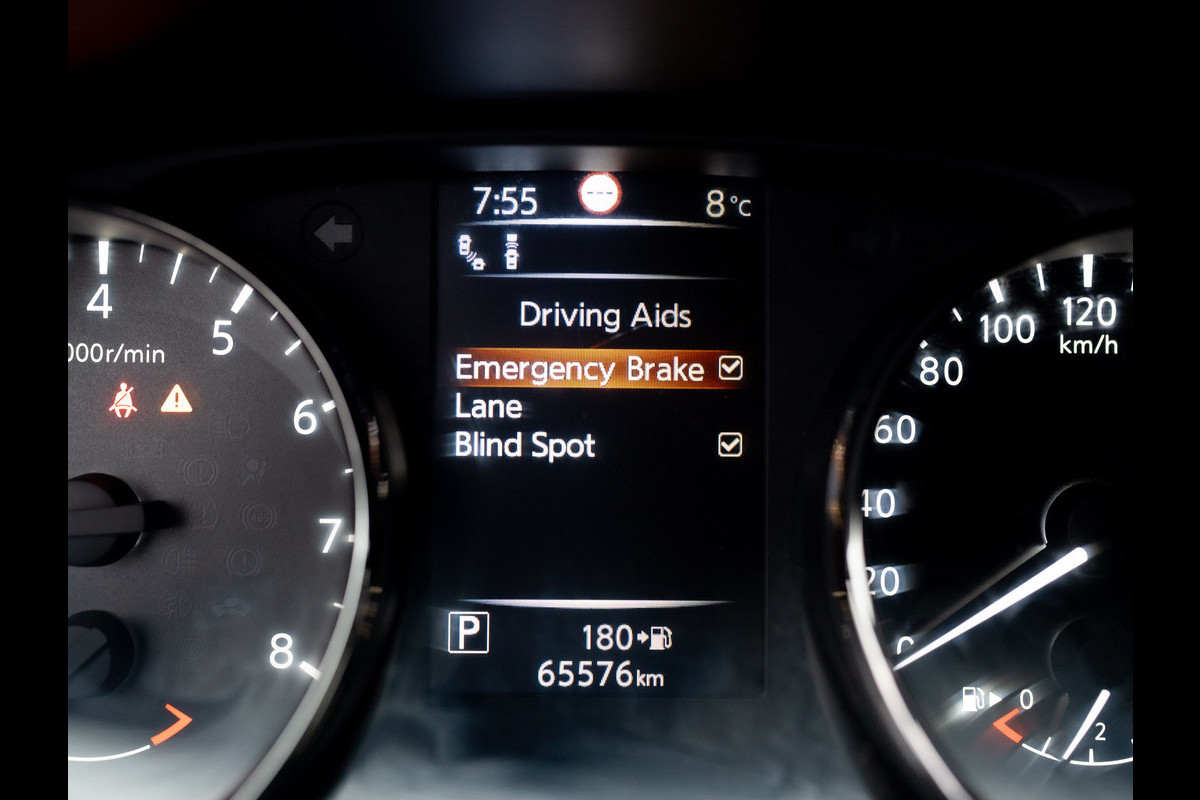 7:55
8°C
Driving Aids
Emergency Brake
Lane
Blind Spot
P
180
65576km
4
5
6
7
8
000r/min
120
100
80
60
40
20
0
km/h
0
2